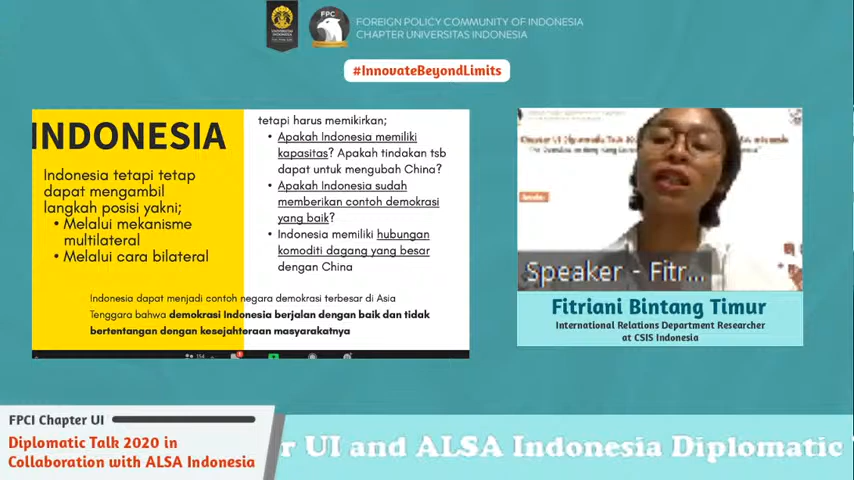 FPC
FOREIGN POLICY COMMUNITY OF INDONESIA
CHAPTER UNIVERSITAS INDONESIA
#InnovateBeyondLimits
INDONESIA
Indonesia tetapi tetap
dapat mengambil
langkah posisi yakni;
• Melalui mekanisme
multilateral
• Melalui cara bilateral
tetapi harus memikirkan;
• Apakah Indonesia memiliki
kapasitas? Apakah tindakan tsb
dapat untuk mengubah China?
• Apakah Indonesia sudah
memberikan contoh demokrasi
yang baik?
• Indonesia memiliki hubungan
komoditi dagang yang besar
dengan China
Indonesia dapat menjadi contoh negara demokrasi terbesar di Asia
Tenggara bahwa demokrasi Indonesia berjalan dengan baik dan tidak
bertentangan dengan kesejahteraan masyarakatnya
154
Speaker - Fitr...
Fitriani Bintang Timur
International Relations Department Researcher
at CSIS Indonesia
FPCI Chapter UI
Diplomatic Talk 2020 in
Collaboration with ALSA Indonesia
r UI and ALSA Indonesia Diplomatic